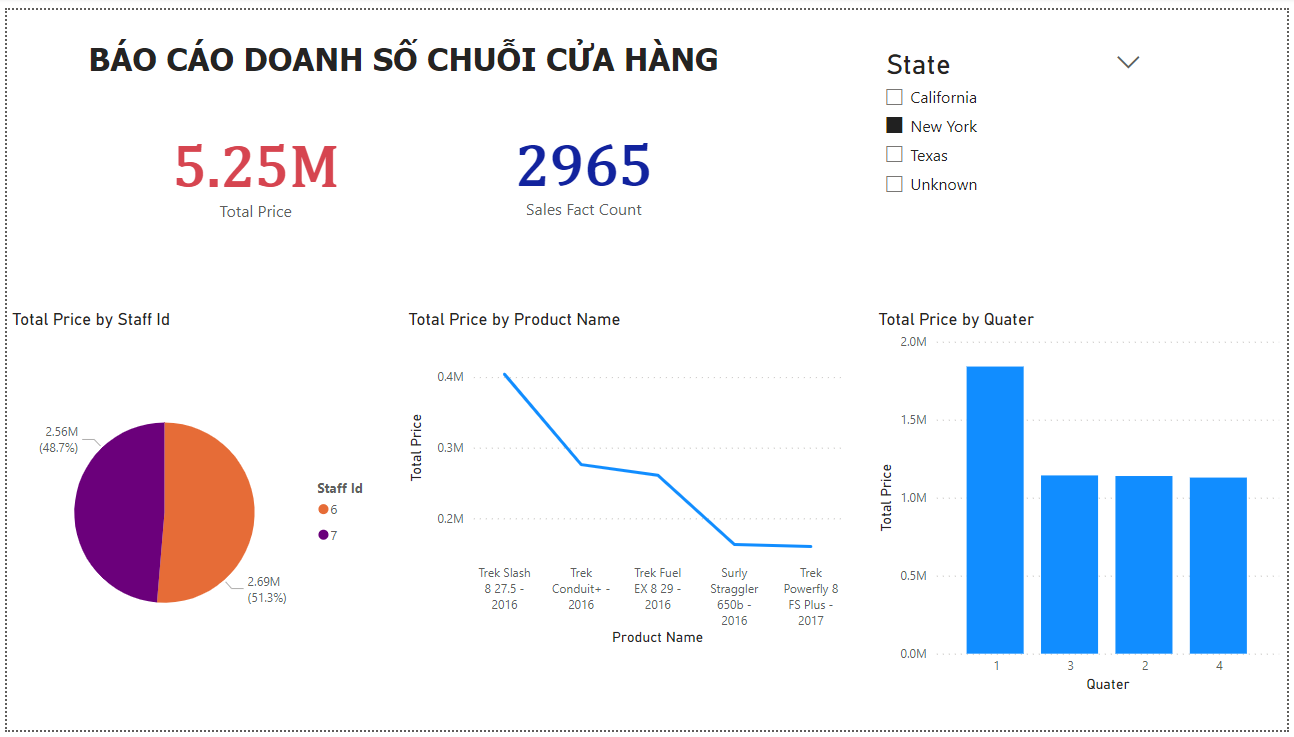 BÁO CÁO DOANH SỐ CHUỖI CỬA HÀNG
State
California
New York
Texas
Unknown
5.25M
Total Price
2965
Sales Fact Count
Total Price by Staff Id
2.56M
(48.7%)
2.69M
(51.3%)
Staff Id
6
7
Total Price by Product Name
Total Price
0.4M
0.3M
0.2M
Trek Slash
8 27.5 -
2016
Trek
Conduit+ -
2016
Trek Fuel
EX 8 29 -
2016
Surly
Straggler
650b -
2016
Trek
Powerfly 8
FS Plus -
2017
Product Name
Total Price by Quater
Total Price
2.0M
1.5M
1.0M
0.5M
0.0M
1
3
2
4
Quater